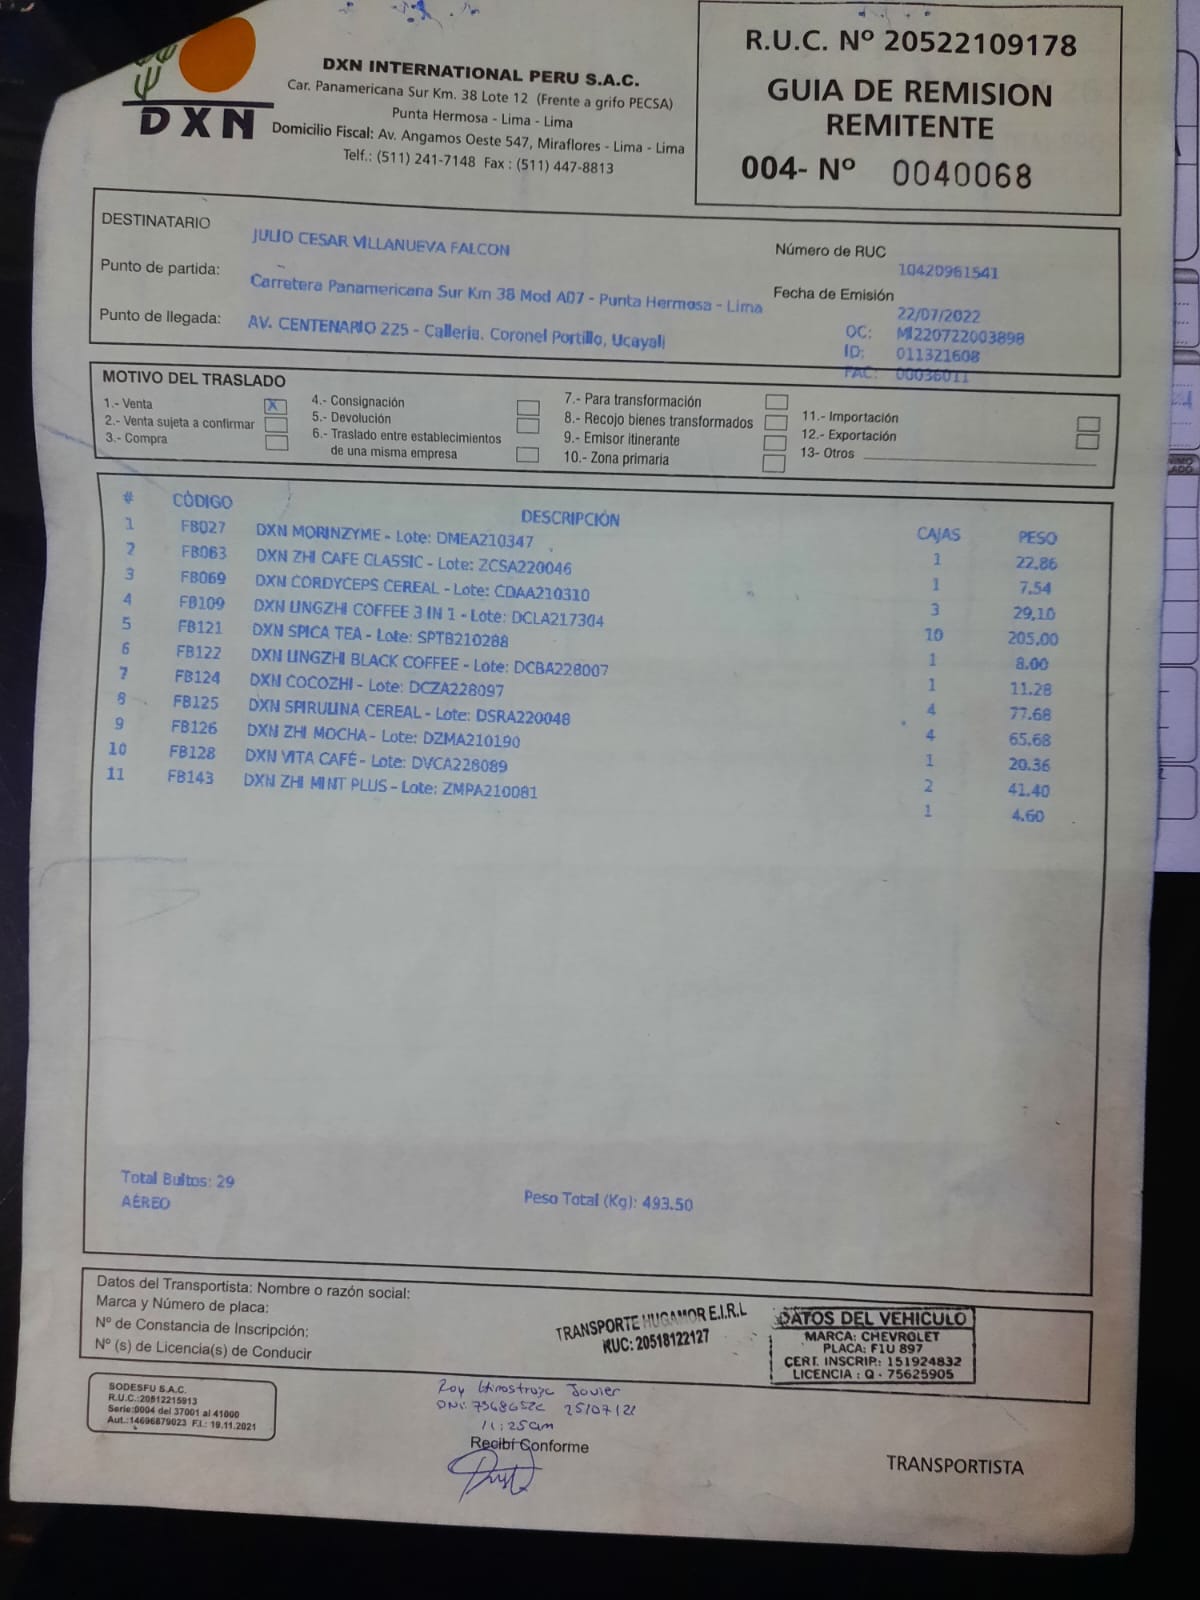 DXN
DXN INTERNATIONAL PERU S.A.C.
Car. Panamericana Sur Km. 38 Lote 12 (Frente a grifo PECSA)
Punta Hermosa - Lima - Lima
Domicilio Fiscal: Av. Angamos Oeste 547, Miraflores - Lima - Lima
Telf.: (511) 241-7148 Fax : (511) 447-8813
R.U.C. Nº 20522109178
GUIA DE REMISION
REMITENTE
004- Nº 0040068
DESTINATARIO JULIO CESAR VILLANUEVA FALCON
Número de RUC
10420961541
Punto de partida: Carretera Panamericana Sur Km 38 Mod A07 - Punta Hermosa - Lima
Fecha de Emisión
22/07/2022
Punto de llegada: AV. CENTENARIO 225 - Calleria, Coronel Portillo, Ucayali
OC: MI220722003898
ID: 011321608
FAC: 00036011
MOTIVO DEL TRASLADO
1.- Venta X
2.- Venta sujeta a confirmar
3.- Compra
4.- Consignación
5.- Devolución
6.- Traslado entre establecimientos
de una misma empresa
7.- Para transformación
8.- Recojo bienes transformados
9.- Emisor itinerante
10.- Zona primaria
11.- Importación
12.- Exportación
13- Otros
# CÓDIGO DESCRIPCIÓN CAJAS PESO
1 FB027 DXN MORINZYME - Lote: DMEA210347 1 22.86
2 FB063 DXN ZHI CAFE CLASSIC - Lote: ZCSA220046 1 7.54
3 FB069 DXN CORDYCEPS CEREAL - Lote: CDAA210310 3 29.10
4 FB109 DXN LINGZHI COFFEE 3 IN 1 - Lote: DCLA217304 10 205.00
5 FB121 DXN SPICA TEA - Lote: SPTB210288 1 8.00
6 FB122 DXN LINGZHI BLACK COFFEE - Lote: DCBA228007 1 11.28
7 FB124 DXN COCOZHI - Lote: DCZA228097 4 77.68
8 FB125 DXN SPIRULINA CEREAL - Lote: DSRA220048 4 65.68
9 FB126 DXN ZHI MOCHA - Lote: DZMA210190 1 20.36
10 FB128 DXN VITA CAFÉ - Lote: DVCA228089 2 41.40
11 FB143 DXN ZHI MINT PLUS - Lote: ZMPA210081 1 4.60
Total Bultos: 29
AÉREO
Peso Total (Kg): 493.50
Datos del Transportista: Nombre o razón social:
Marca y Número de placa:
Nº de Constancia de Inscripción:
Nº (s) de Licencia(s) de Conducir
TRANSPORTE HUGAMOR E.I.R.L
RUC: 20518122127
DATOS DEL VEHICULO
MARCA: CHEVROLET
PLACA: F1U 897
CERT. INSCRIP.: 151924832
LICENCIA : Q - 75625905
SODESFU S.A.C.
R.U.C.:20512215913
Serie:0004 del 37001 al 41000
Aut.:14696879023 F.I.: 19.11.2021
Roy Javier
DNI: 25/07/22
11:25am
Recibí Conforme
TRANSPORTISTA